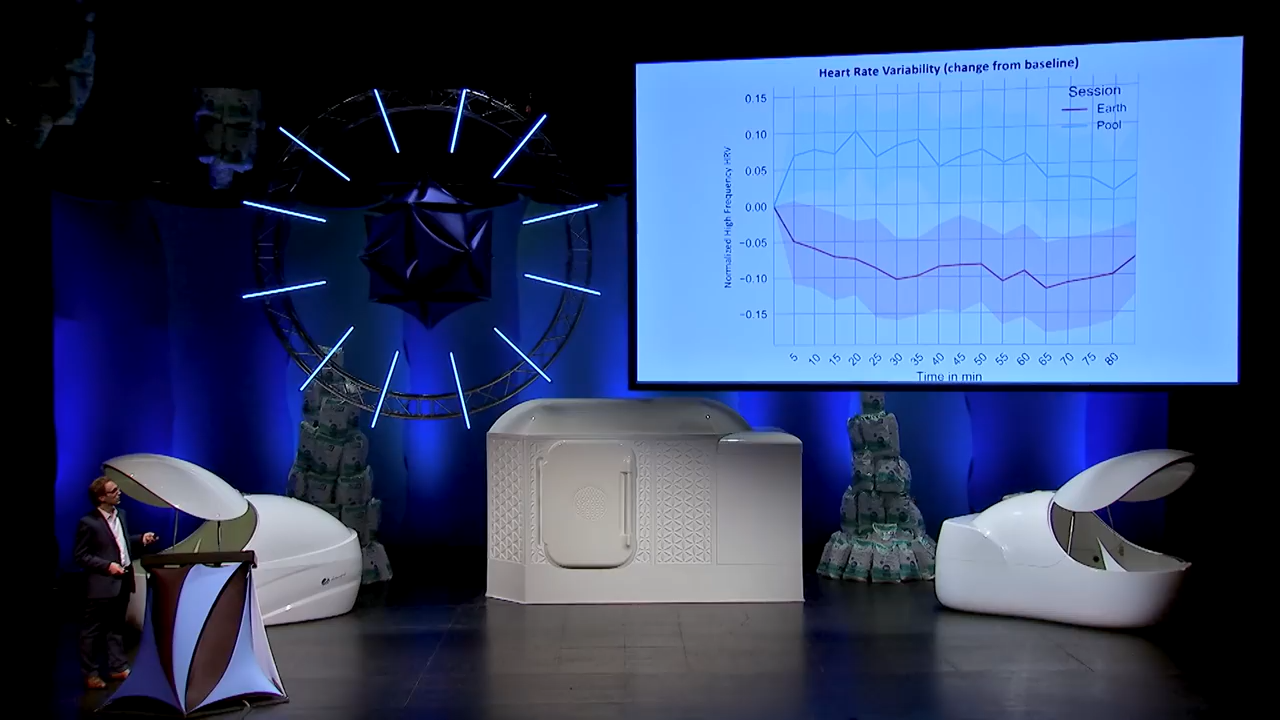 Heart Rate Variability (change from baseline)
Session
Earth
Pool
Normalized High Frequency HRV
0.15
0.10
0.05
0.00
−0.05
−0.10
−0.15
5 10 15 20 25 30 35 40 45 50 55 60 65 70 75 80
Time in min